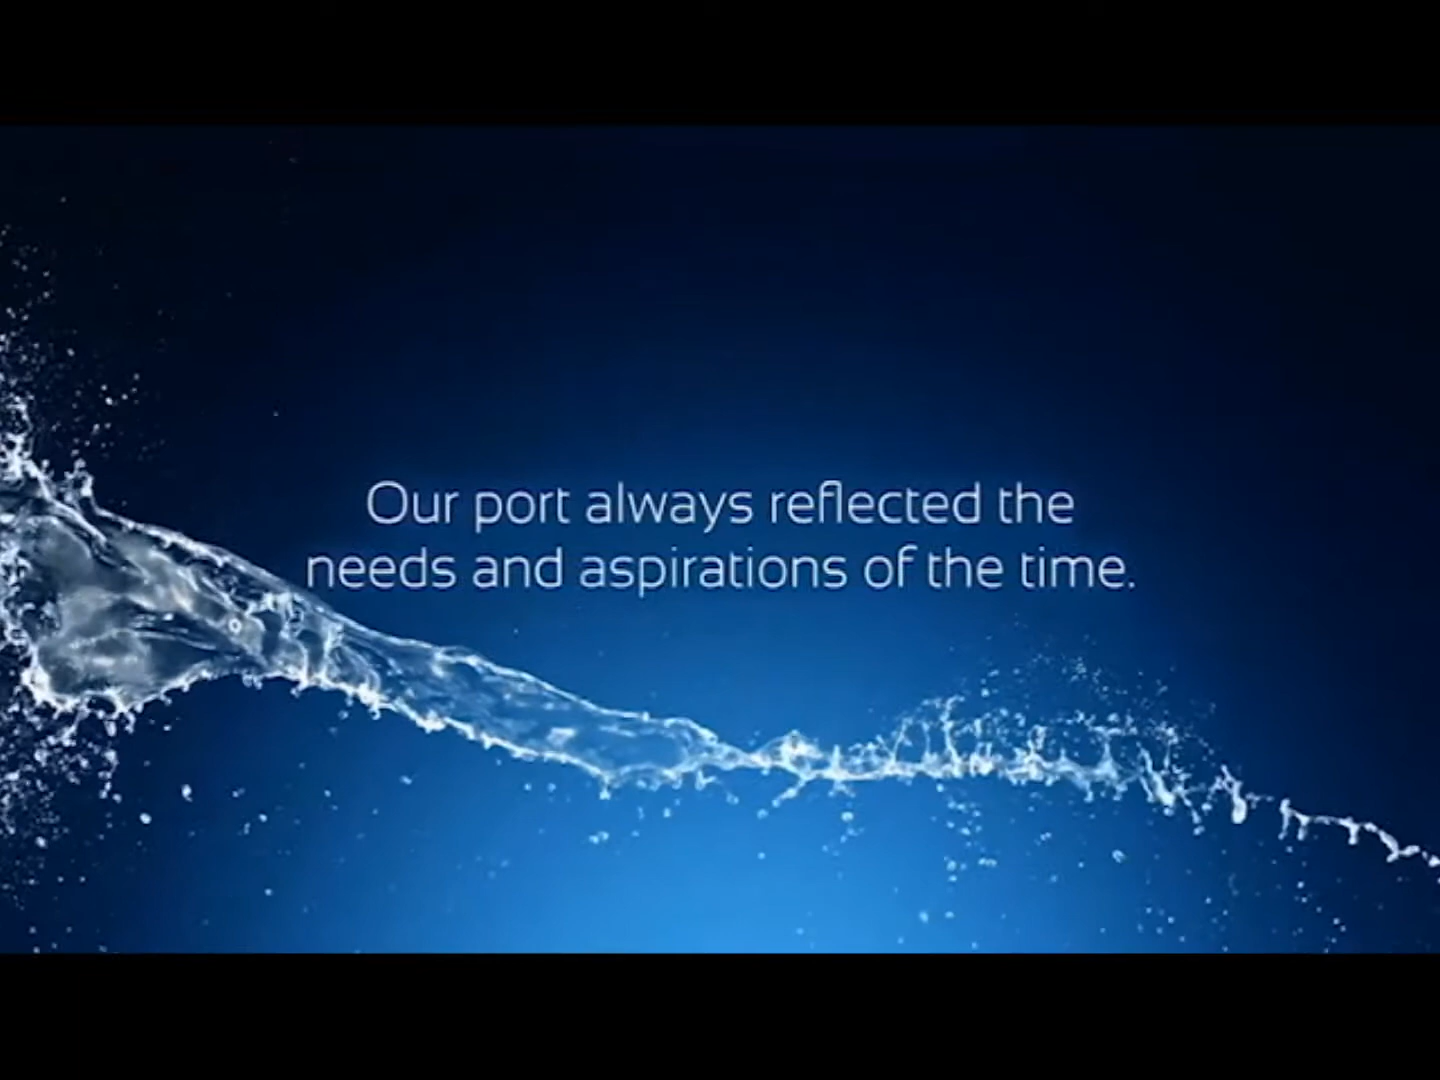 Our port always reflected the
needs and aspirations of the time.